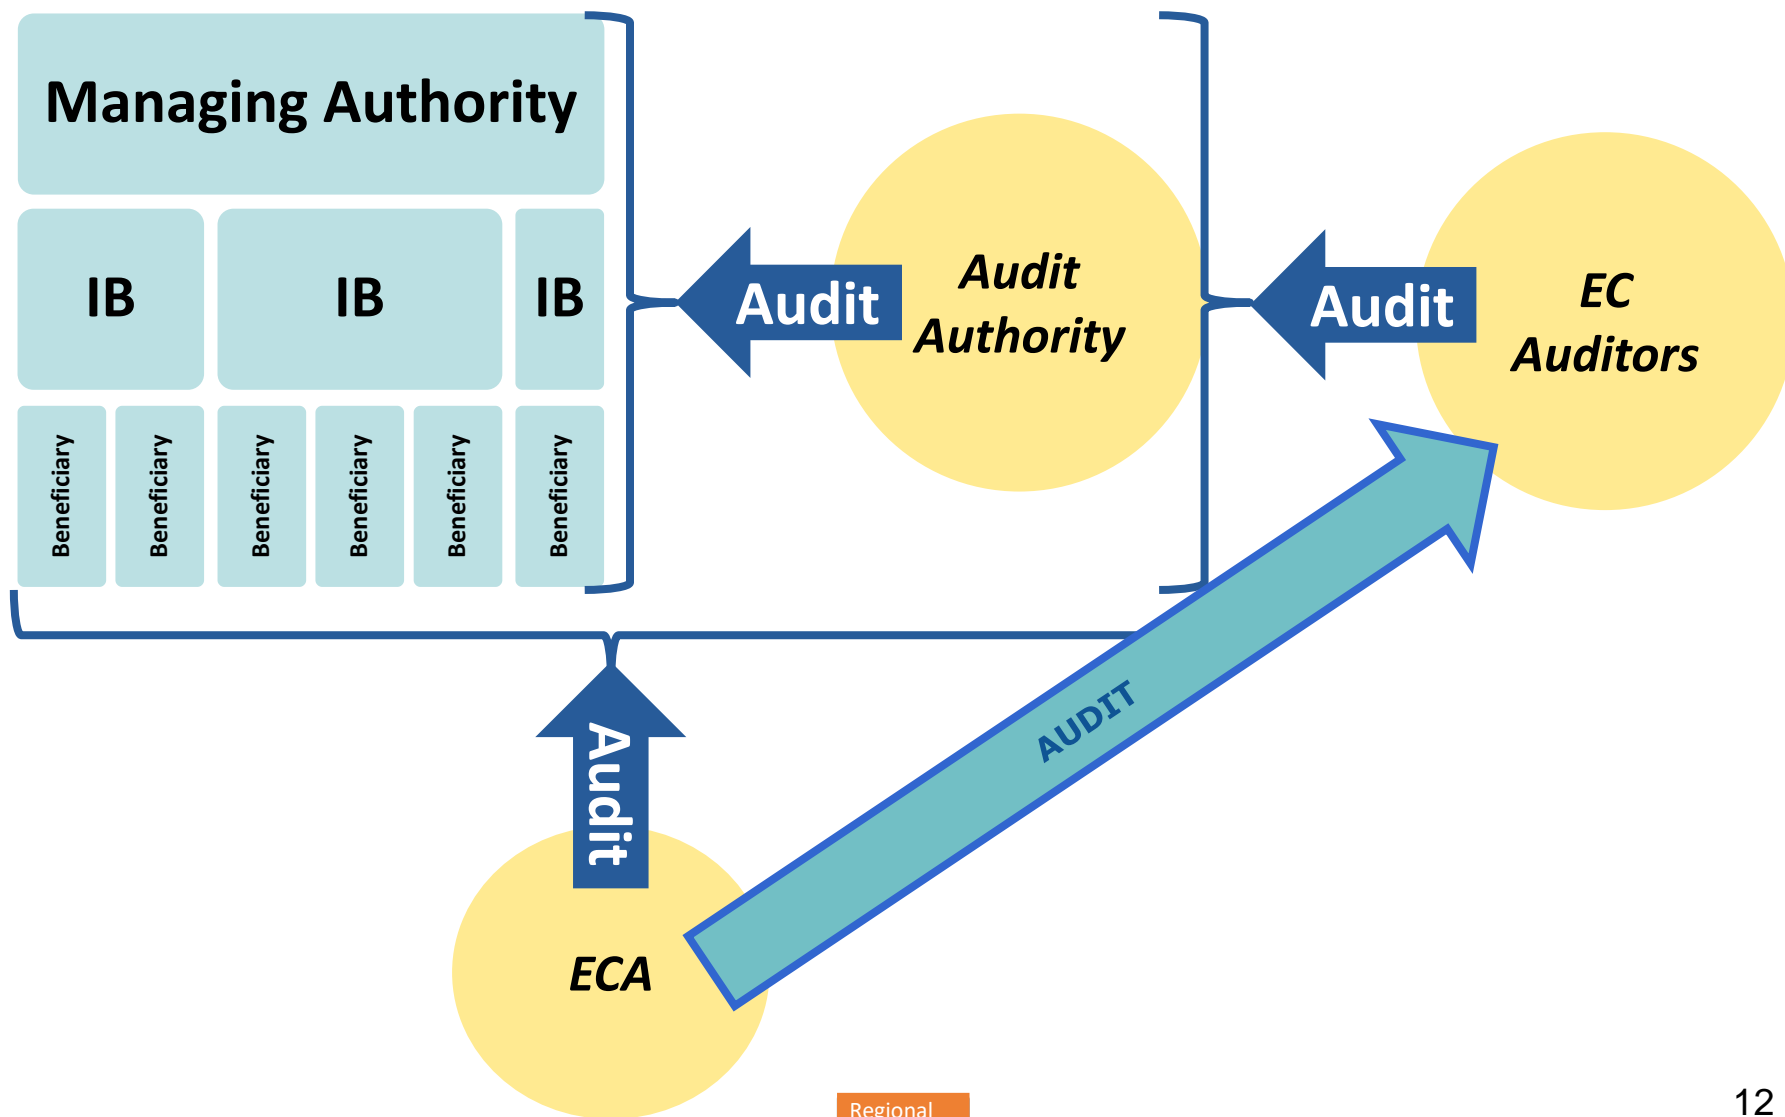 Managing Authority
IB
IB
IB
Beneficiary
Beneficiary
Beneficiary
Beneficiary
Beneficiary
Beneficiary
Audit
Audit
Authority
Audit
EC
Auditors
AUDIT
Audit
ECA
Regional
12